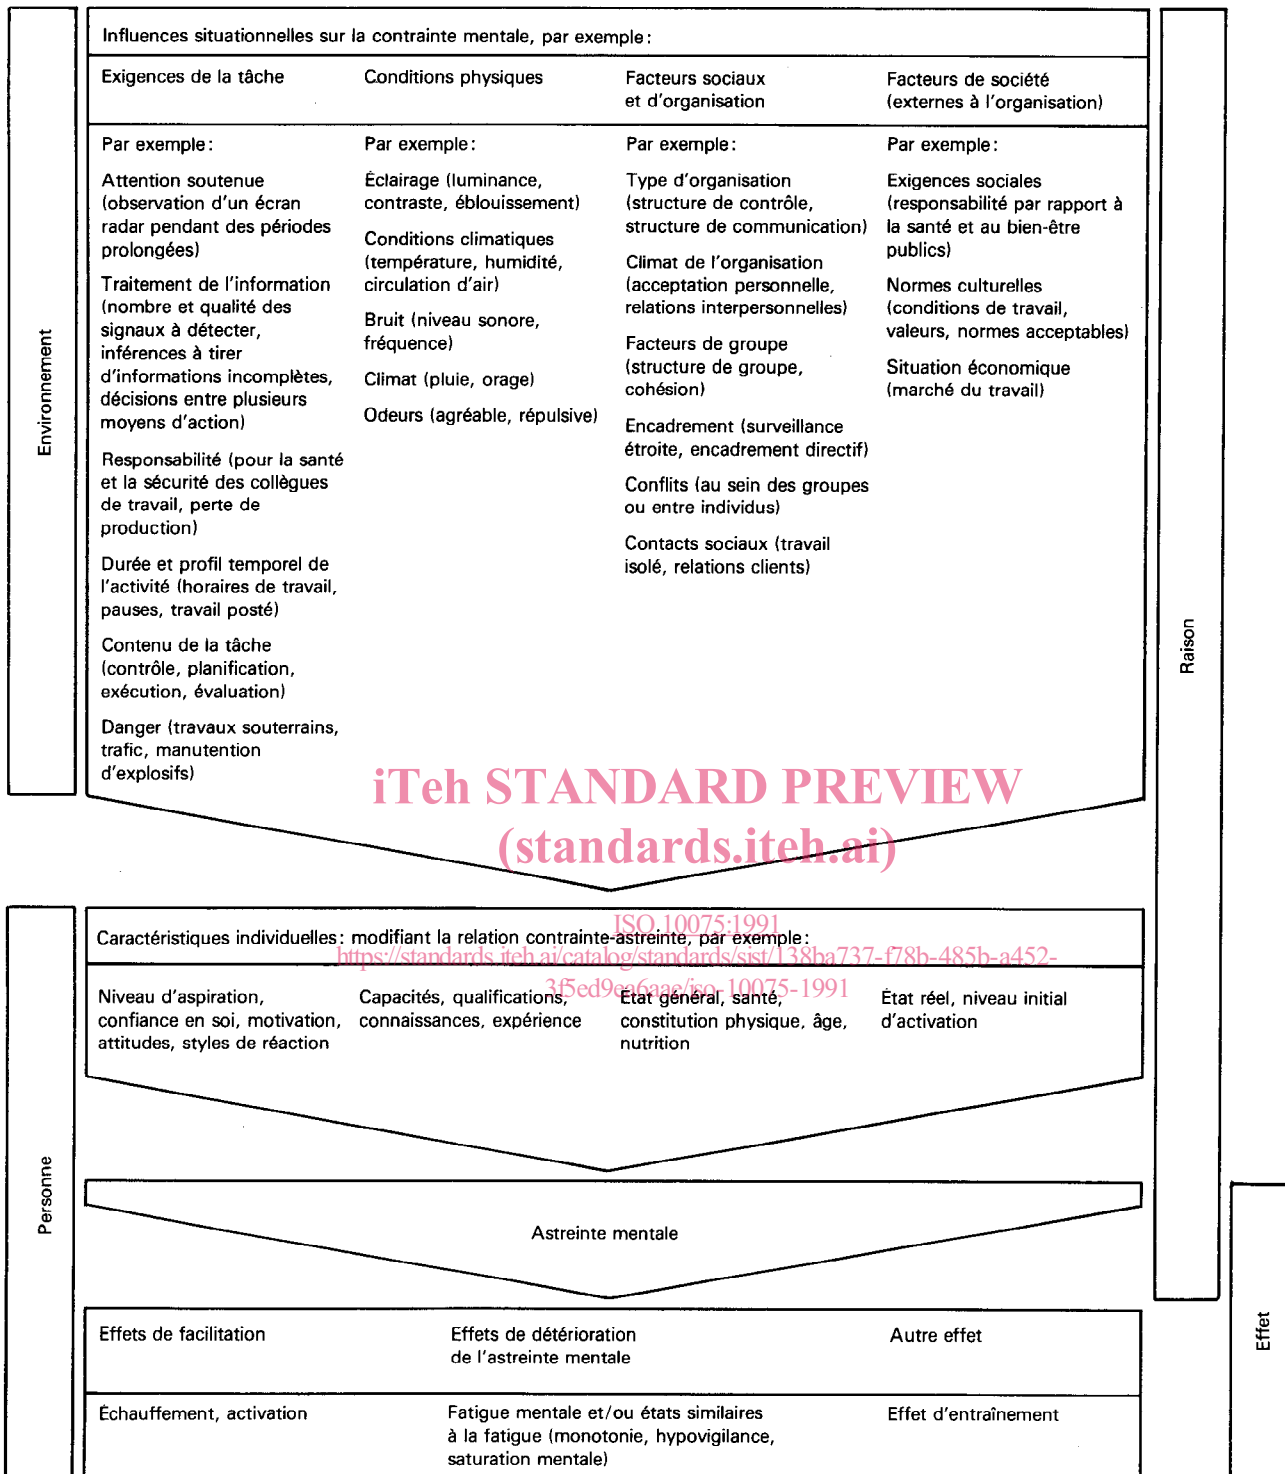 Influences situationnelles sur la contrainte mentale, par exemple:
Exigences de la tâche
Conditions physiques
Facteurs sociaux
et d'organisation
Facteurs de société
(externes à l'organisation)
Par exemple:
Attention soutenue
(observation d'un écran
radar pendant des périodes
prolongées)
Traitement de l'information
(nombre et qualité des
signaux à détecter,
inférences à tirer
d'informations incomplètes,
décisions entre plusieurs
moyens d'action)
Responsabilité (pour la santé
et la sécurité des collègues
de travail, perte de
production)
Durée et profil temporel de
l'activité (horaires de travail,
pauses, travail posté)
Contenu de la tâche
(contrôle, planification,
exécution, évaluation)
Danger (travaux souterrains,
trafic, manutention
d'explosifs)
Par exemple:
Éclairage (luminance,
contraste, éblouissement)
Conditions climatiques
(température, humidité,
circulation d'air)
Bruit (niveau sonore,
fréquence)
Climat (pluie, orage)
Odeurs (agréable, répulsive)
Par exemple:
Type d'organisation
(structure de contrôle,
structure de communication)
Climat de l'organisation
(acceptation personnelle,
relations interpersonnelles)
Facteurs de groupe
(structure de groupe,
cohésion)
Encadrement (surveillance
étroite, encadrement directif)
Conflits (au sein des groupes
ou entre individus)
Contacts sociaux (travail
isolé, relations clients)
Par exemple:
Exigences sociales
(responsabilité par rapport à
la santé et au bien-être
publics)
Normes culturelles
(conditions de travail,
valeurs, normes acceptables)
Situation économique
(marché du travail)
Environnement
Raison
iTeh STANDARD PREVIEW
(standards.iteh.ai)
ISO 10075:1991
https://standards.iteh.ai/catalog/standards/sist/138ba737-f78b-485b-a452-
3f5ed9ea6aae/iso-10075-1991
Caractéristiques individuelles: modifiant la relation contrainte-astreinte, par exemple:
Niveau d'aspiration,
confiance en soi, motivation,
attitudes, styles de réaction
Capacités, qualifications,
connaissances, expérience
État général, santé,
constitution physique, âge,
nutrition
État réel, niveau initial
d'activation
Personne
Astreinte mentale
Effets de facilitation
Effets de détérioration
de l'astreinte mentale
Autre effet
Effet
Échauffement, activation
Fatigue mentale et/ou états similaires
à la fatigue (monotonie, hypovigilance,
saturation mentale)
Effet d'entraînement